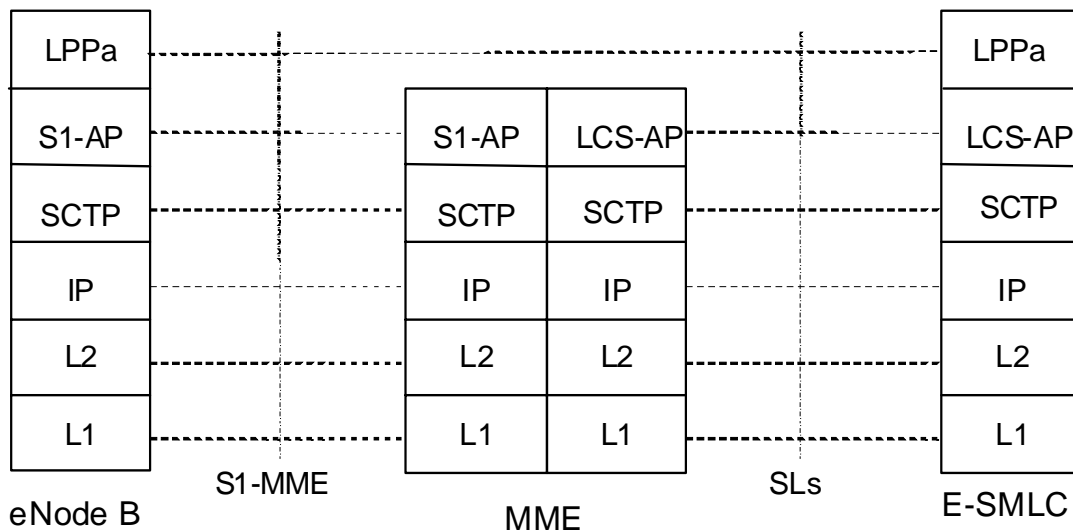 LPPa LPPa
S1-AP S1-AP LCS-AP LCS-AP
SCTP SCTP SCTP SCTP
IP IP IP IP
L2 L2 L2 L2
L1 L1 L1 L1
S1-MME SLs
eNode B MME E-SMLC